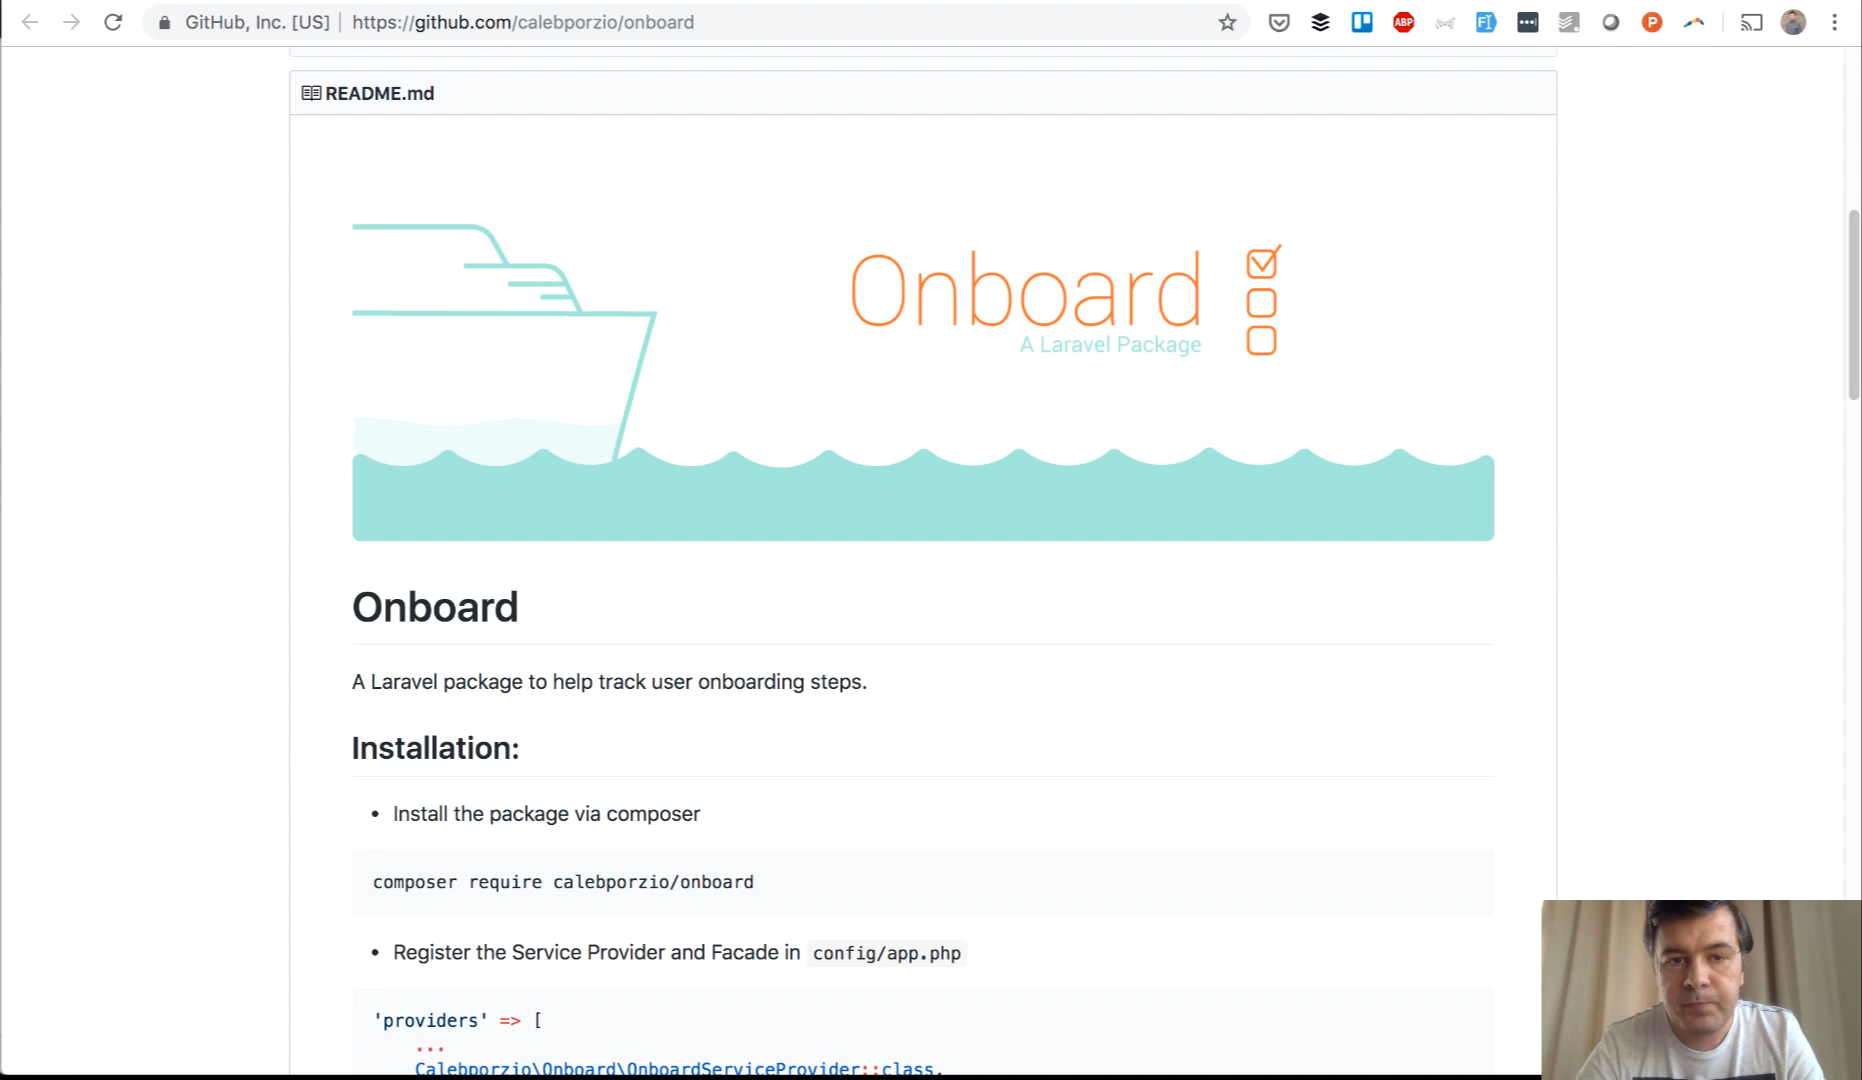 GitHub, Inc. [US] | https://github.com/calebporzio/onboard
ABP
P
README.md
Onboard
A Laravel Package
Onboard
A Laravel package to help track user onboarding steps.
Installation:
• Install the package via composer
composer require calebporzio/onboard
• Register the Service Provider and Facade in config/app.php
'providers' => [
...
Calebporzio\Onboard\OnboardServiceProvider::class,